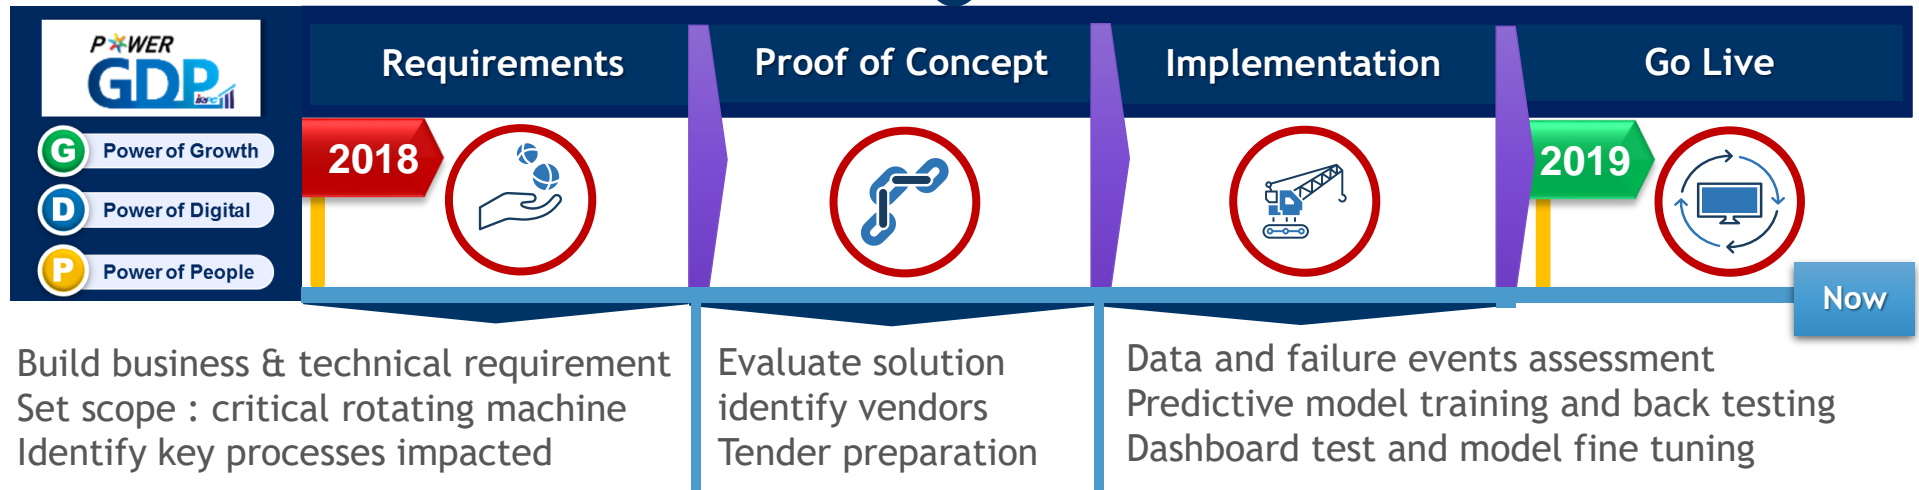 POWER
GDP
IRPC
G Power of Growth
D Power of Digital
P Power of People
Requirements
Proof of Concept
Implementation
Go Live
2018
2019
Now
Build business & technical requirement
Set scope : critical rotating machine
Identify key processes impacted
Evaluate solution
identify vendors
Tender preparation
Data and failure events assessment
Predictive model training and back testing
Dashboard test and model fine tuning